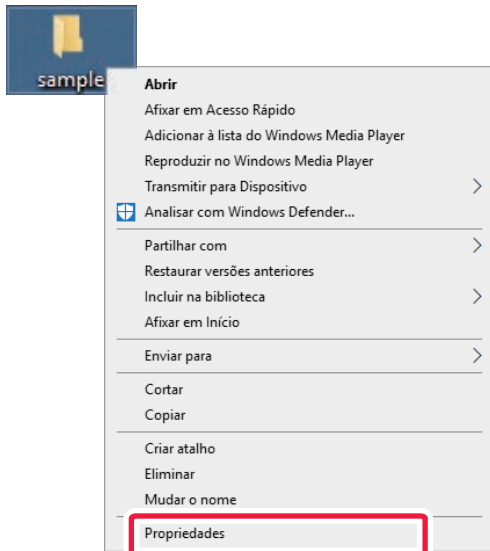 sample
Abrir
Afixar em Acesso Rápido
Adicionar à lista do Windows Media Player
Reproduzir no Windows Media Player
Transmitir para Dispositivo
Analisar com Windows Defender...
Partilhar com
Restaurar versões anteriores
Incluir na biblioteca
Afixar em Início
Enviar para
Cortar
Copiar
Criar atalho
Eliminar
Mudar o nome
Propriedades